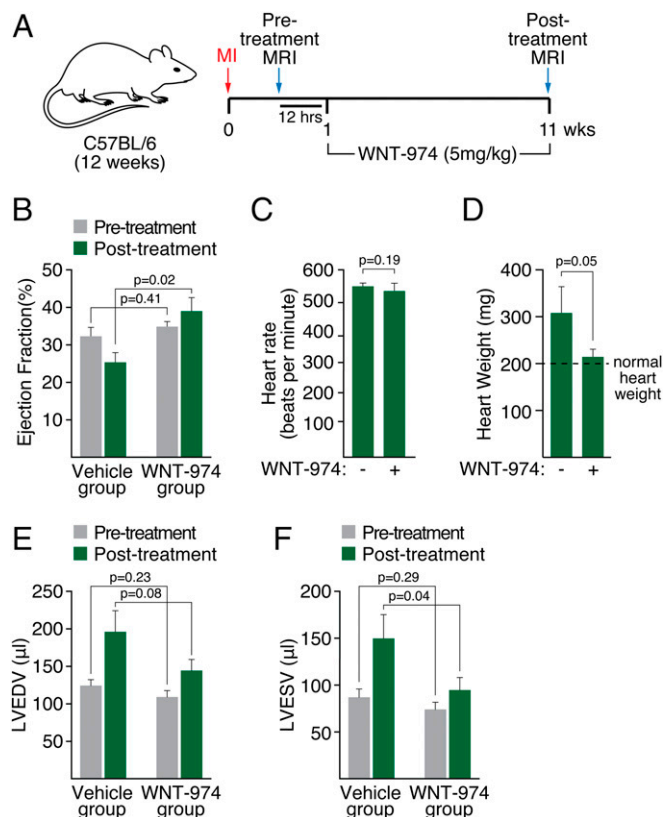 A
MI
Pre-
treatment
MRI
Post-
treatment
MRI
12 hrs
0
1
11 wks
WNT-974 (5mg/kg)
C57BL/6
(12 weeks)
B
Pre-treatment
Post-treatment
p=0.02
p=0.41
Ejection Fraction(%)
50
40
30
20
10
Vehicle
group
WNT-974
group
C
p=0.19
Heart rate
(beats per minute)
600
500
400
300
200
100
WNT-974: - +
D
p=0.05
Heart Weight (mg)
400
300
200
100
normal
heart
weight
WNT-974: - +
E
Pre-treatment
Post-treatment
p=0.23
p=0.08
LVEDV (µl)
250
200
150
100
50
Vehicle
group
WNT-974
group
F
Pre-treatment
Post-treatment
p=0.29
p=0.04
LVESV (µl)
200
150
100
50
Vehicle
group
WNT-974
group